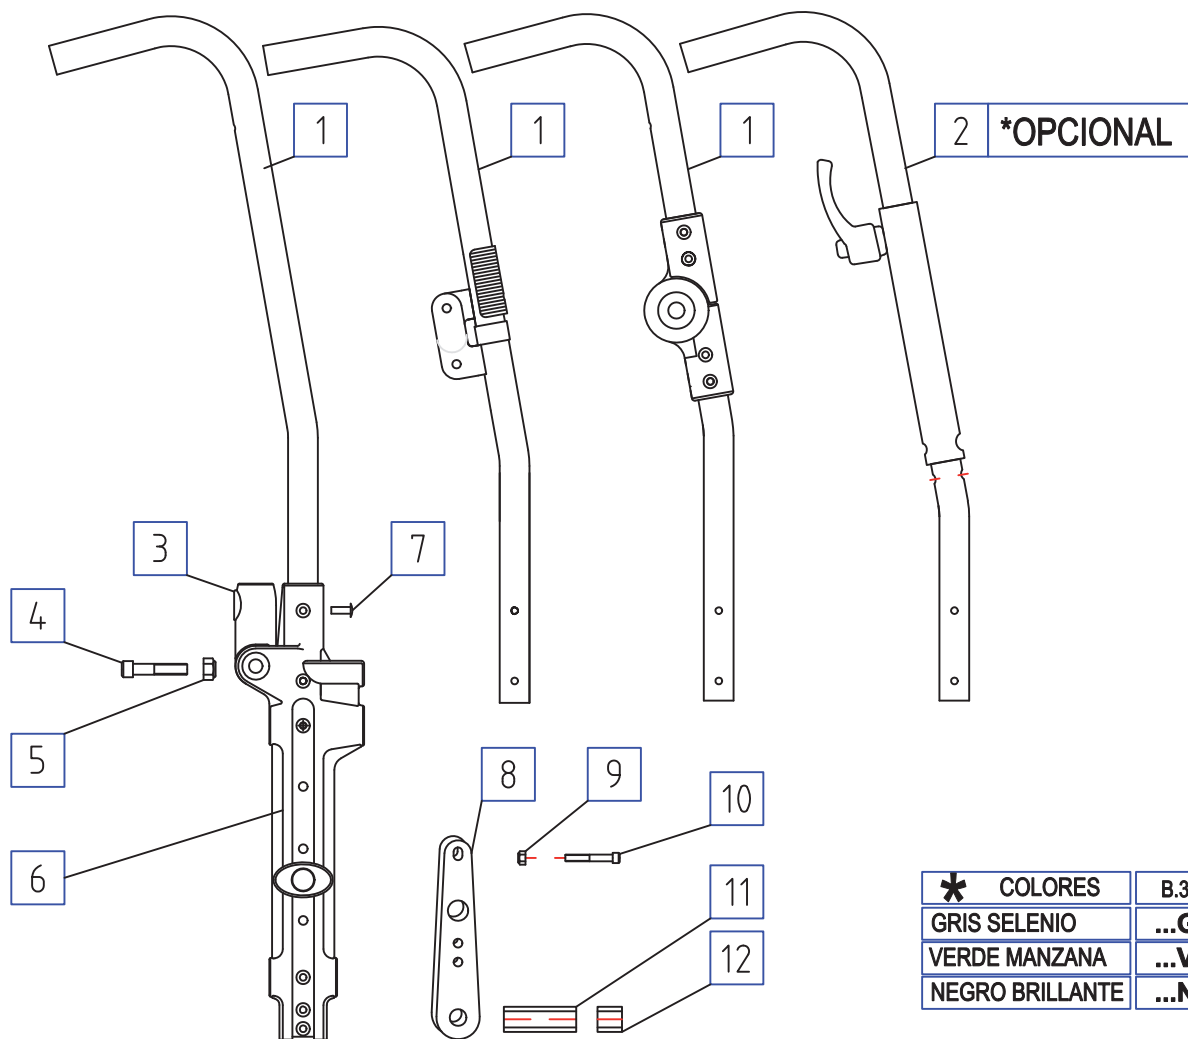 1
1
1
2 *OPCIONAL
3
7
4
5
8
9
10
6
11
12
* COLORES B.3
GRIS SELENIO ...G
VERDE MANZANA ...V
NEGRO BRILLANTE ...N